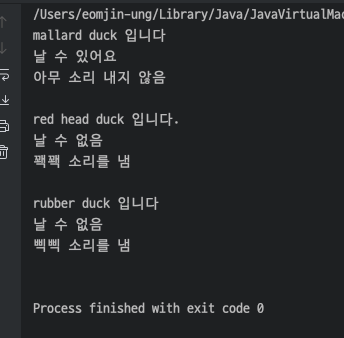 /Users/eomjin-ung/Library/Java/JavaVirtualMac
mallard duck 입니다
날 수 있어요
아무 소리 내지 않음
red head duck 입니다.
날 수 없음
꽥꽥 소리를 냄
rubber duck 입니다
날 수 없음
삑삑 소리를 냄
Process finished with exit code 0